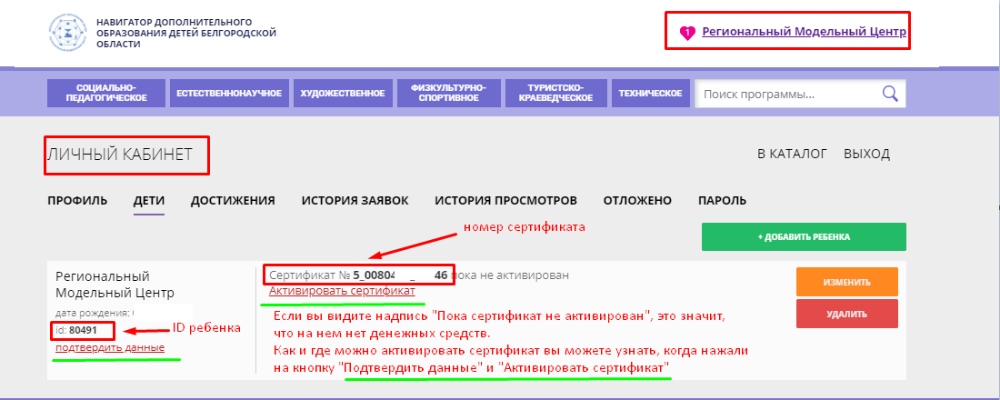 НАВИГАТОР ДОПОЛНИТЕЛЬНОГО
ОБРАЗОВАНИЯ ДЕТЕЙ БЕЛГОРОДСКОЙ
ОБЛАСТИ
1 Региональный Модельный Центр
СОЦИАЛЬНО-
ПЕДАГОГИЧЕСКОЕ
ЕСТЕСТВЕННОНАУЧНОЕ
ХУДОЖЕСТВЕННОЕ
ФИЗКУЛЬТУРНО-
СПОРТИВНОЕ
ТУРИСТСКО-
КРАЕВЕДЧЕСКОЕ
ТЕХНИЧЕСКОЕ
Поиск программы...
ЛИЧНЫЙ КАБИНЕТ
В КАТАЛОГ ВЫХОД
ПРОФИЛЬ ДЕТИ ДОСТИЖЕНИЯ ИСТОРИЯ ЗАЯВОК ИСТОРИЯ ПРОСМОТРОВ ОТЛОЖЕНО ПАРОЛЬ
номер сертификата
+ ДОБАВИТЬ РЕБЕНКА
Региональный
Модельный Центр
дата рождения:
id: 80491
ID ребенка
подтвердить данные
Сертификат № 5_00804 _ 46 пока не активирован
Активировать сертификат
Если вы видите надпись "Пока сертификат не активирован", это значит,
что на нем нет денежных средств.
Как и где можно активировать сертификат вы можете узнать, когда нажали
на кнопку "Подтвердить данные" и "Активировать сертификат"
ИЗМЕНИТЬ
УДАЛИТЬ